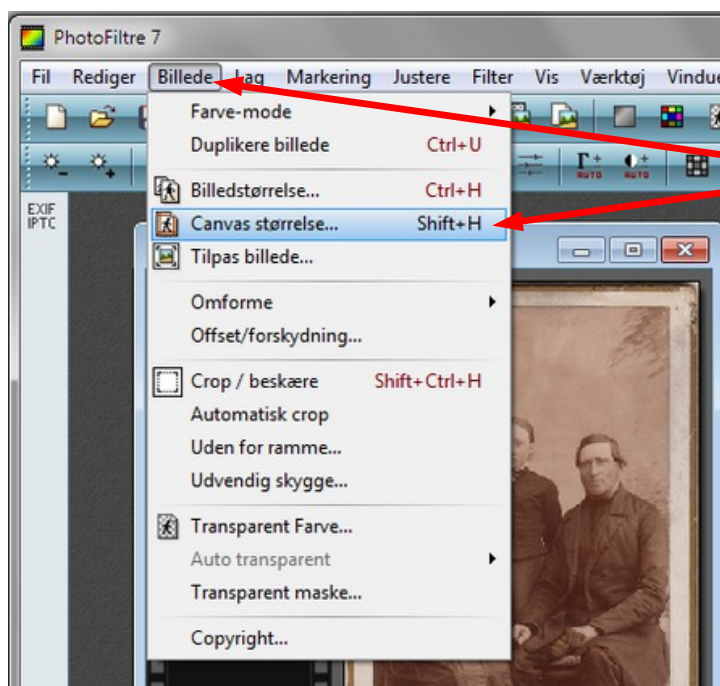 PhotoFiltre 7
Fil Rediger Billede Lag Markering Justere Filter Vis Værktøj Vindue
Farve-mode
Duplikere billede Ctrl+U
Billedstørrelse... Ctrl+H
Canvas størrelse... Shift+H
Tilpas billede...
Omforme
Offset/forskydning...
Crop / beskære Shift+Ctrl+H
Automatisk crop
Uden for ramme...
Udvendig skygge...
Transparent Farve...
Auto transparent
Transparent maske...
Copyright...
AUTO AUTO
EXIF
IPTC